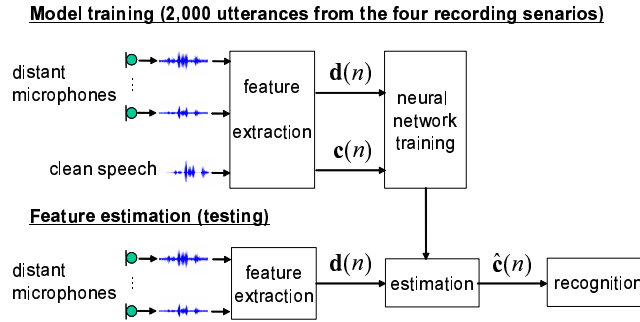 Model training (2,000 utterances from the four recording senarios)
distant
microphones
feature
extraction
d(n)
c(n)
neural
network
training
clean speech
Feature estimation (testing)
distant
microphones
feature
extraction
d(n)
estimation
ĉ(n)
recognition